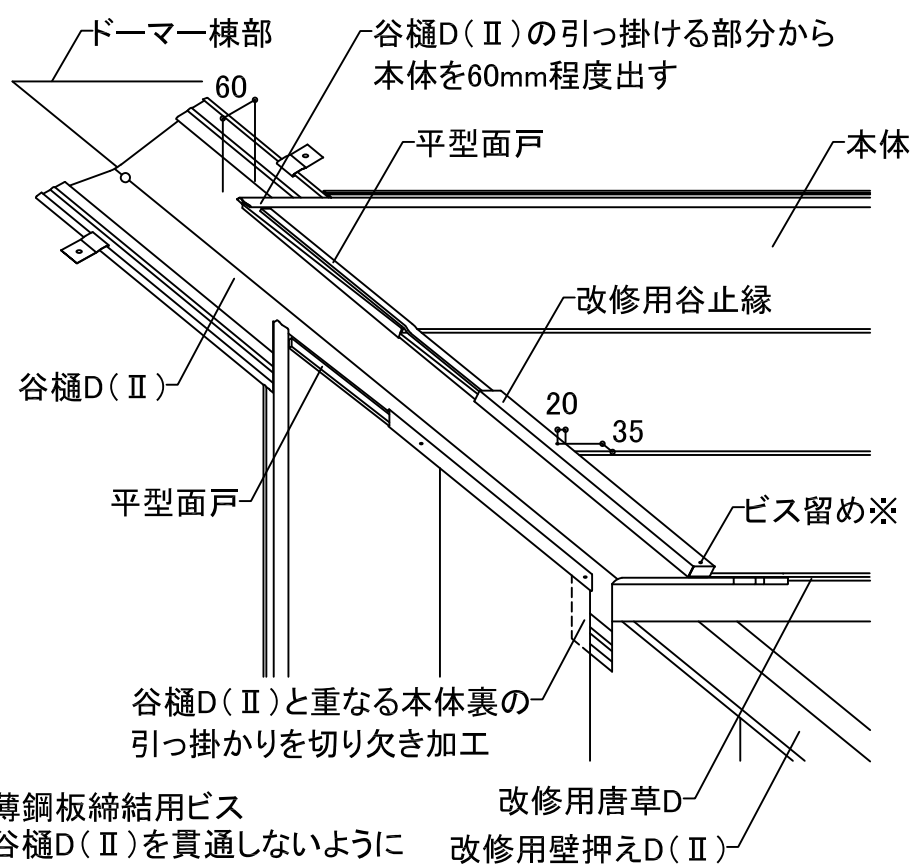 ドーマー棟部
谷樋D(Ⅱ)の引っ掛ける部分から
本体を60mm程度出す
60
平型面戸
本体
改修用谷止縁
谷樋D(Ⅱ)
20
35
平型面戸
ビス留め※
谷樋D(Ⅱ)と重なる本体裏の
引っ掛かりを切り欠き加工
薄鋼板締結用ビス
改修用唐草D
谷樋D(Ⅱ)を貫通しないように
改修用壁押えD(Ⅱ)